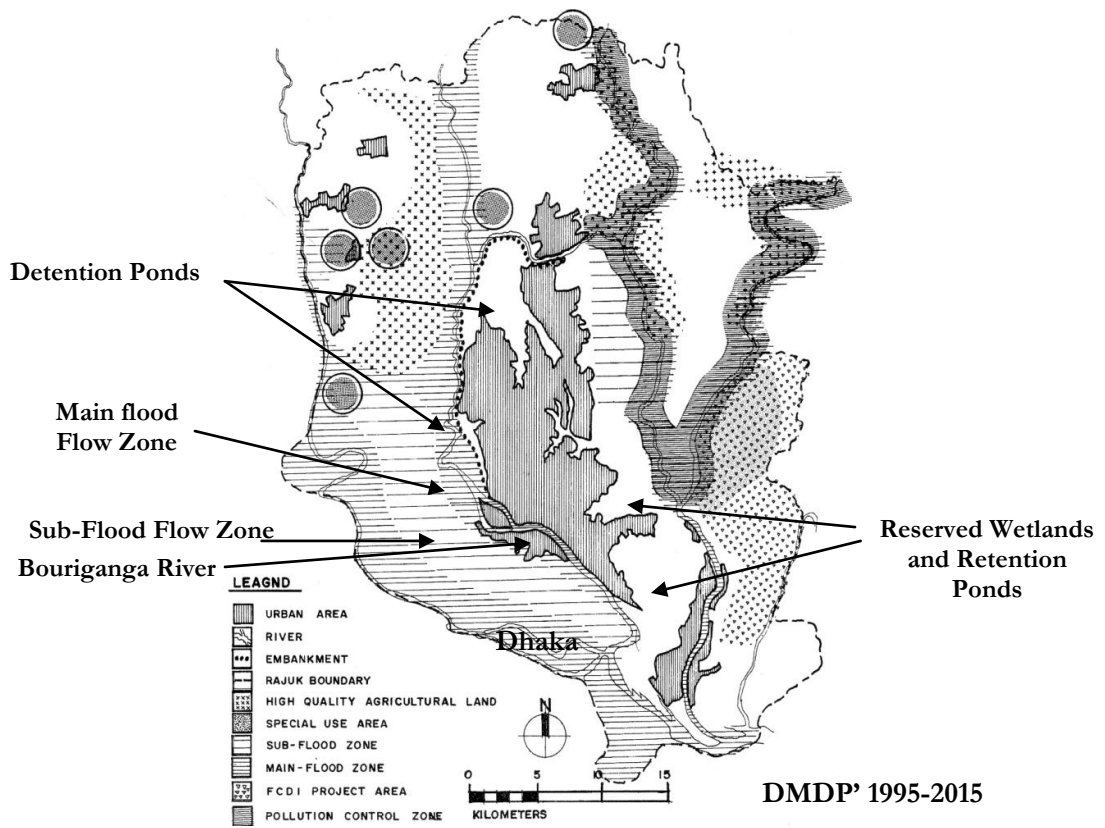 Detention Ponds
Main flood
Flow Zone
Sub-Flood Flow Zone
Bouriganga River
Reserved Wetlands
and Retention
Ponds
Dhaka
LEAGND
URBAN AREA
RIVER
EMBANKMENT
RAJUK BOUNDARY
HIGH QUALITY AGRICULTURAL LAND
SPECIAL USE AREA
SUB-FLOOD ZONE
MAIN-FLOOD ZONE
FCDI PROJECT AREA
POLLUTION CONTROL ZONE
N
0 5 10 15
KILOMETERS
DMDP' 1995-2015